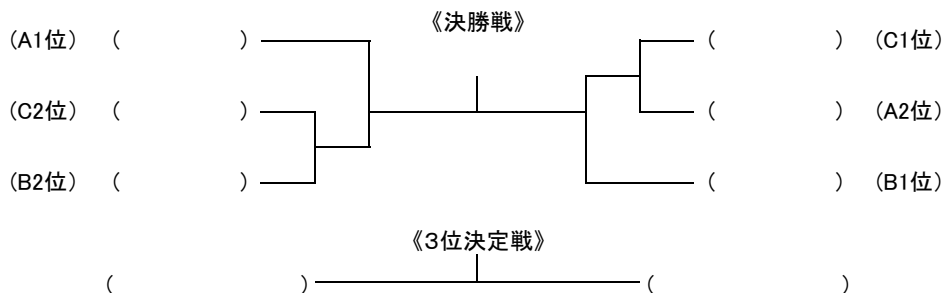 《決勝戦》
(A1位) (　　　) (　　　) (C1位)
(C2位) (　　　) (　　　) (A2位)
(B2位) (　　　) (　　　) (B1位)
《3位決定戦》
(　　　) (　　　)